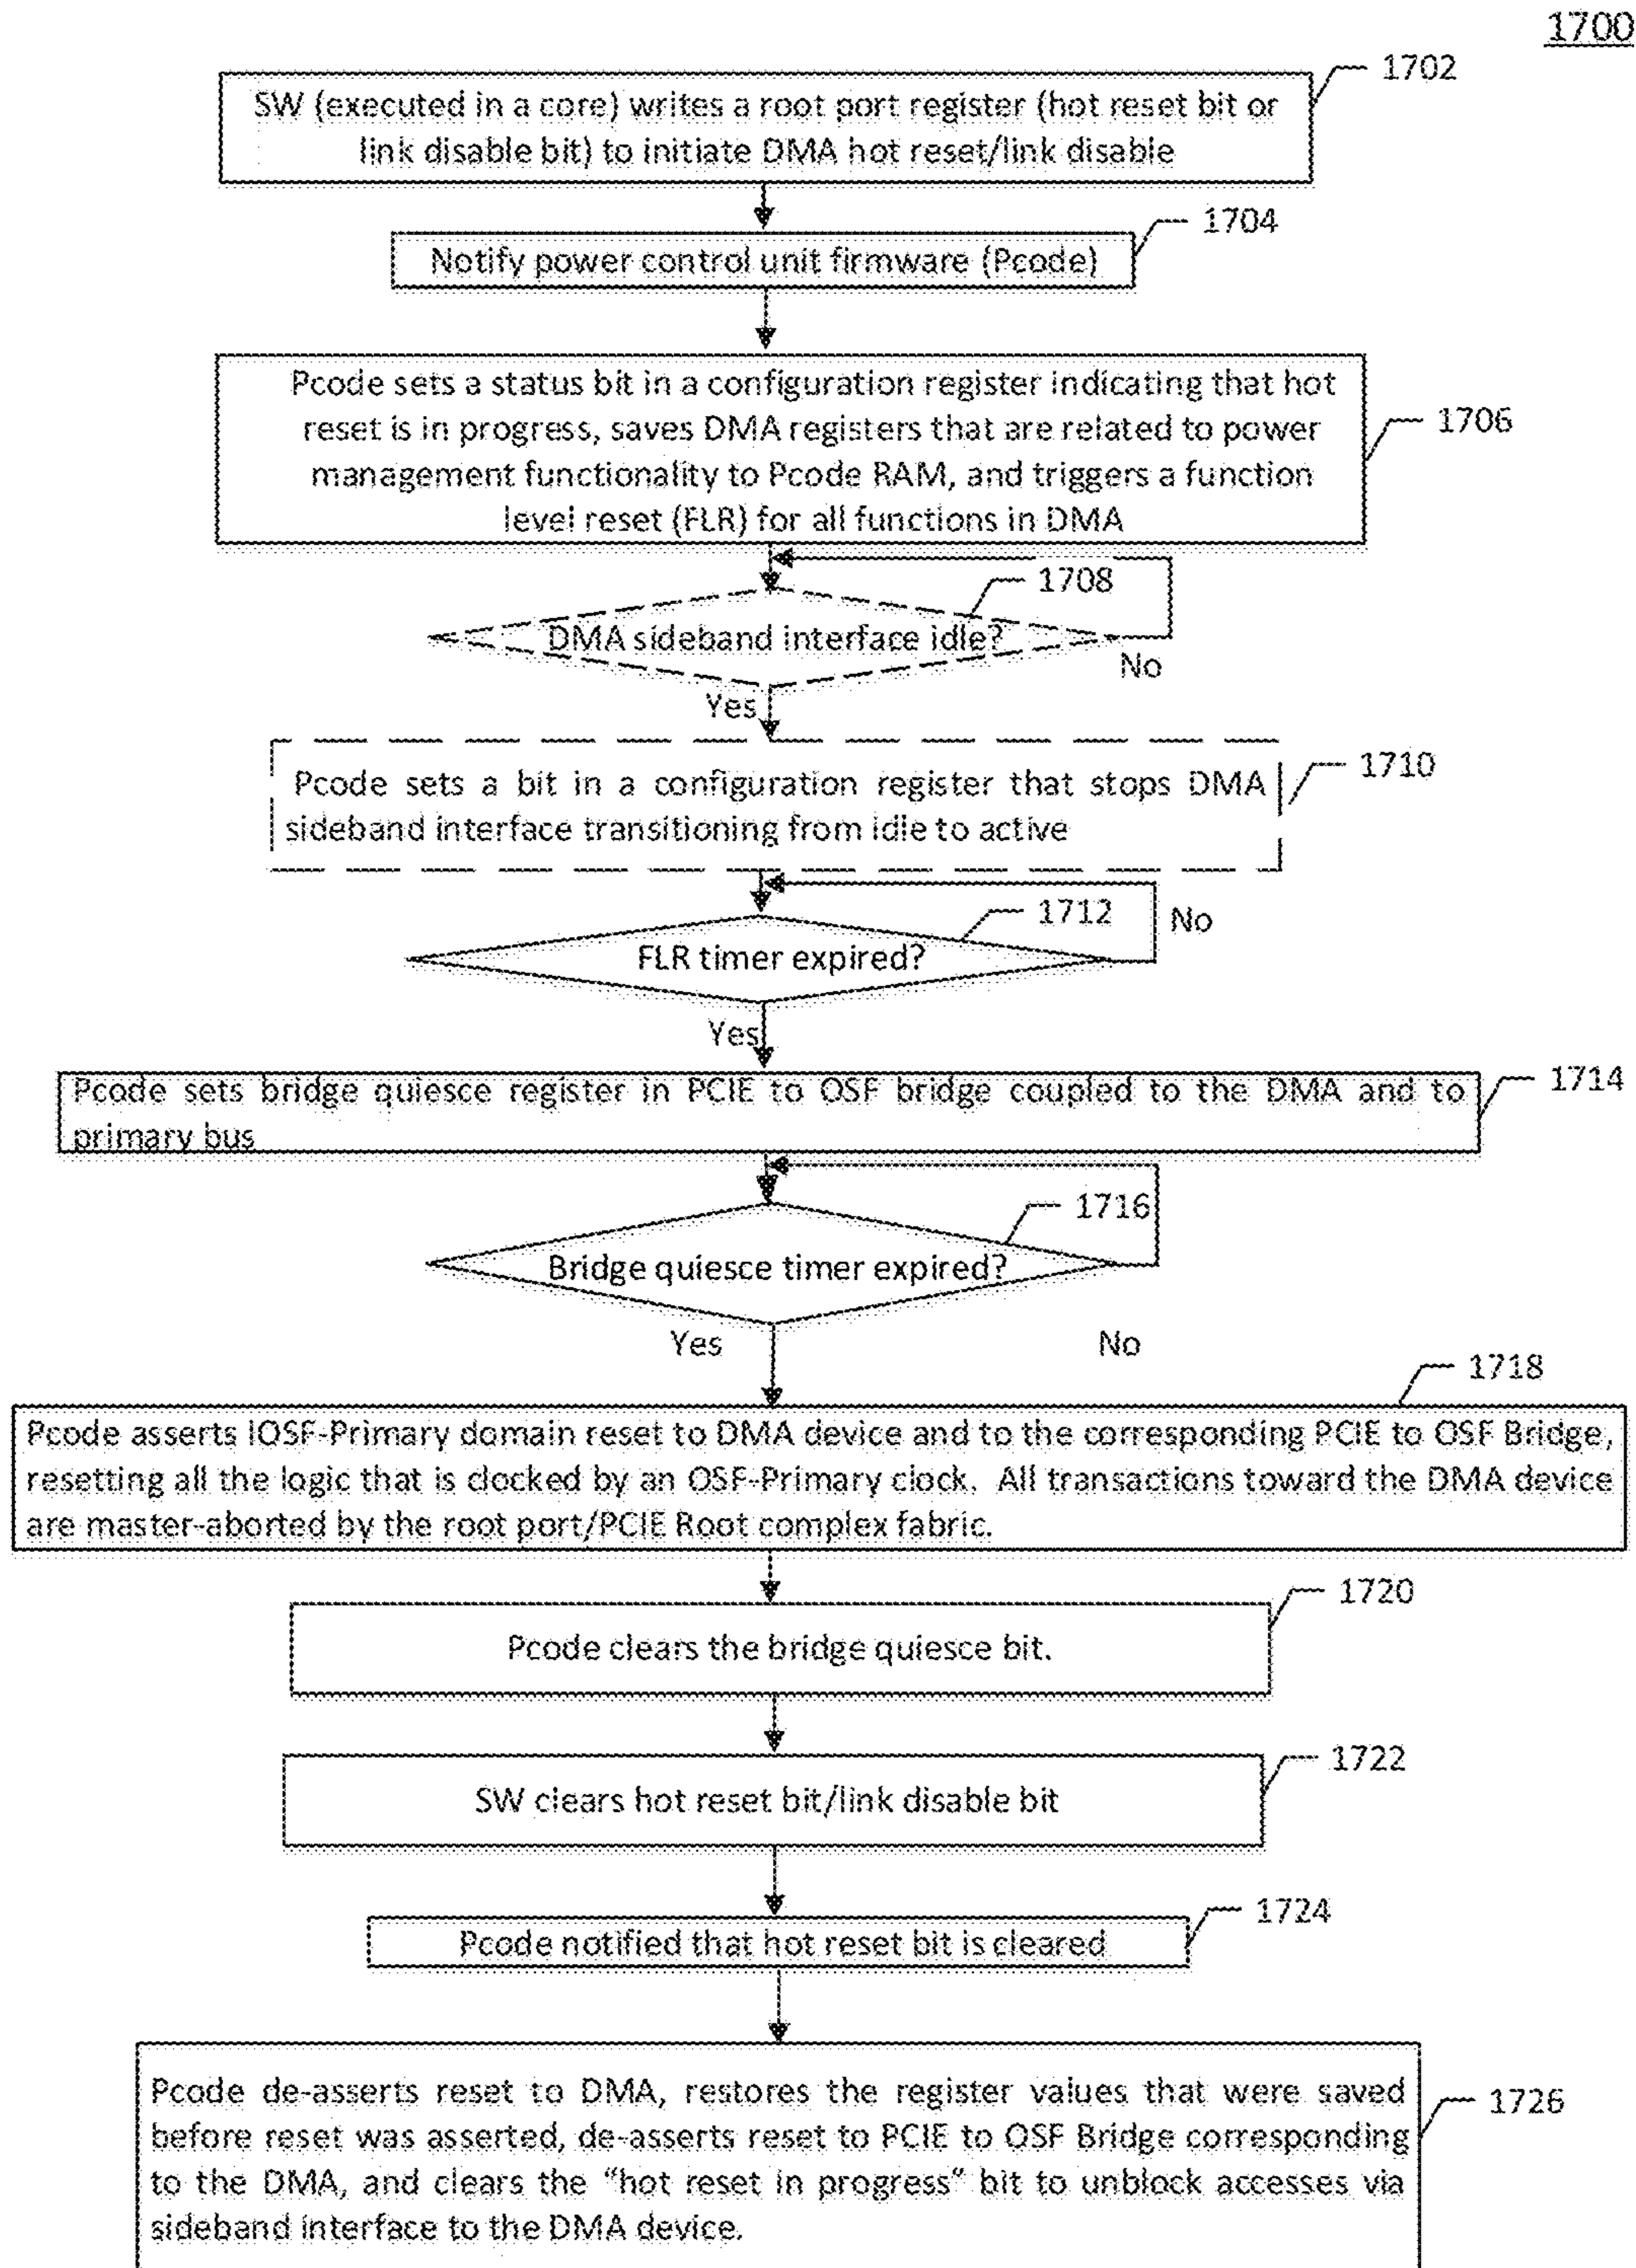 1700
1702
SW (executed in a core) writes a root port register (hot reset bit or
link disable bit) to initiate DMA hot reset/link disable
1704
Notify power control unit firmware (Pcode)
Pcode sets a status bit in a configuration register indicating that hot
reset is in progress, saves DMA registers that are related to power
management functionality to Pcode RAM, and triggers a function
level reset (FLR) for all functions in DMA
1706
1708
DMA sideband interface idle?
No
Yes
Pcode sets a bit in a configuration register that stops DMA
sideband interface transitioning from idle to active
1710
1712
No
FLR timer expired?
Yes
Pcode sets bridge quiesce register in PCIE to OSF bridge coupled to the DMA and to
primary bus
1714
1716
Bridge quiesce timer expired?
Yes
No
1718
Pcode asserts IOSF-Primary domain reset to DMA device and to the corresponding PCIE to OSF Bridge,
resetting all the logic that is clocked by an OSF-Primary clock. All transactions toward the DMA device
are master-aborted by the root port/PCIE Root complex fabric.
1720
Pcode clears the bridge quiesce bit.
1722
SW clears hot reset bit/link disable bit
1724
Pcode notified that hot reset bit is cleared
Pcode de-asserts reset to DMA, restores the register values that were saved
before reset was asserted, de-asserts reset to PCIE to OSF Bridge corresponding
to the DMA, and clears the “hot reset in progress” bit to unblock accesses via
sideband interface to the DMA device.
1726